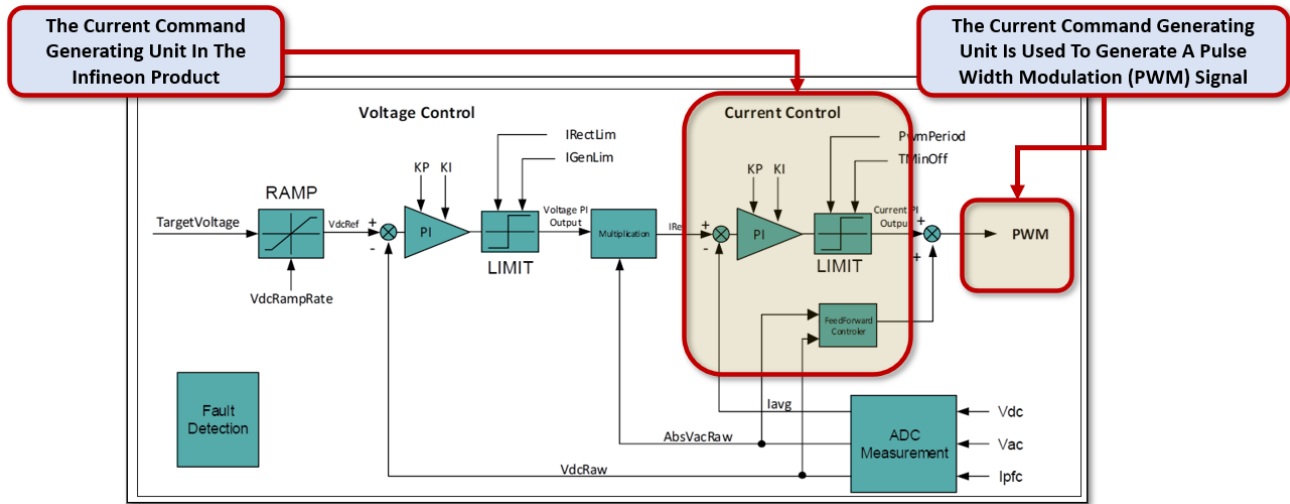 The Current Command
Generating Unit In The
Infineon Product
The Current Command Generating
Unit Is Used To Generate A Pulse
Width Modulation (PWM) Signal
Voltage Control
Current Control
IRectLim
IGenLim
PwmPeriod
TMinOff
KP KI
KP KI
RAMP
TargetVoltage
VdcRef
+
-
PI
LIMIT
Voltage PI
Output
Multiplication
IRe
+
-
PI
LIMIT
Current PI
Outpu
+
+
PWM
VdcRampRate
FeedForward
Controler
Fault
Detection
Iavg
AbsVacRaw
VdcRaw
ADC
Measurement
Vdc
Vac
Ipfc